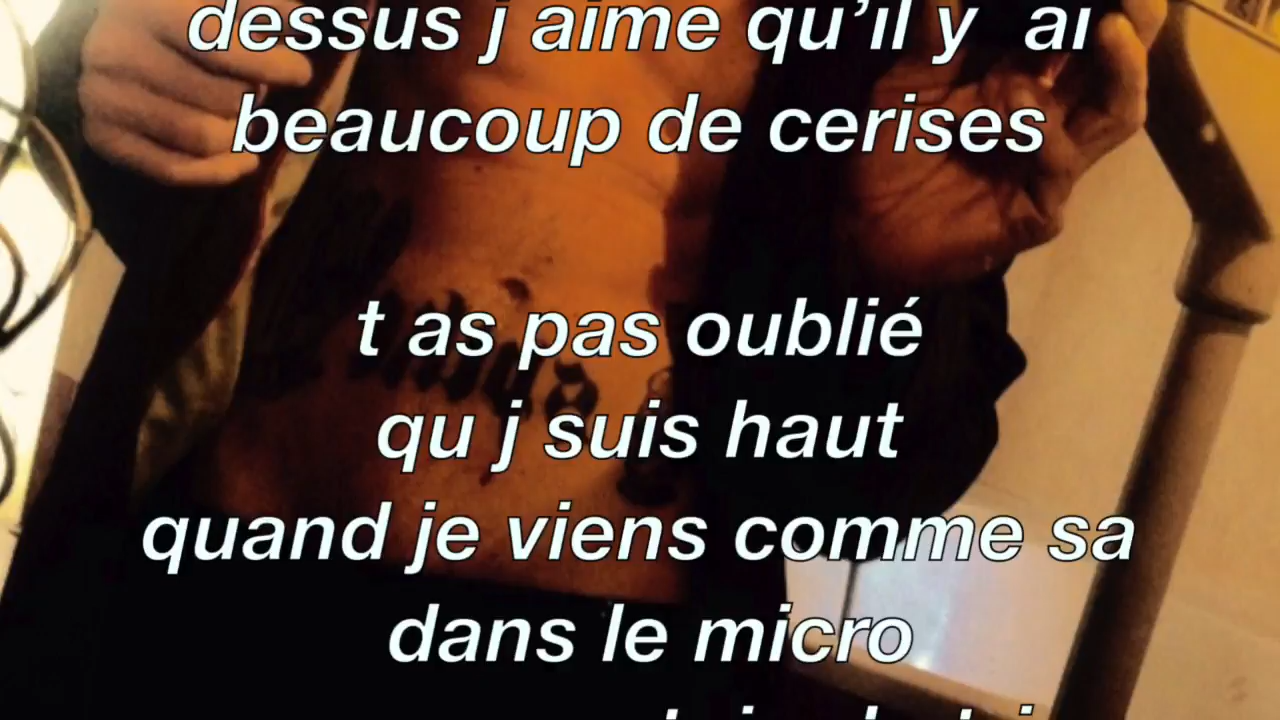 dessus j aime qu’il y ai
beaucoup de cerises
t as pas oublié
qu j suis haut
quand je viens comme sa
dans le micro